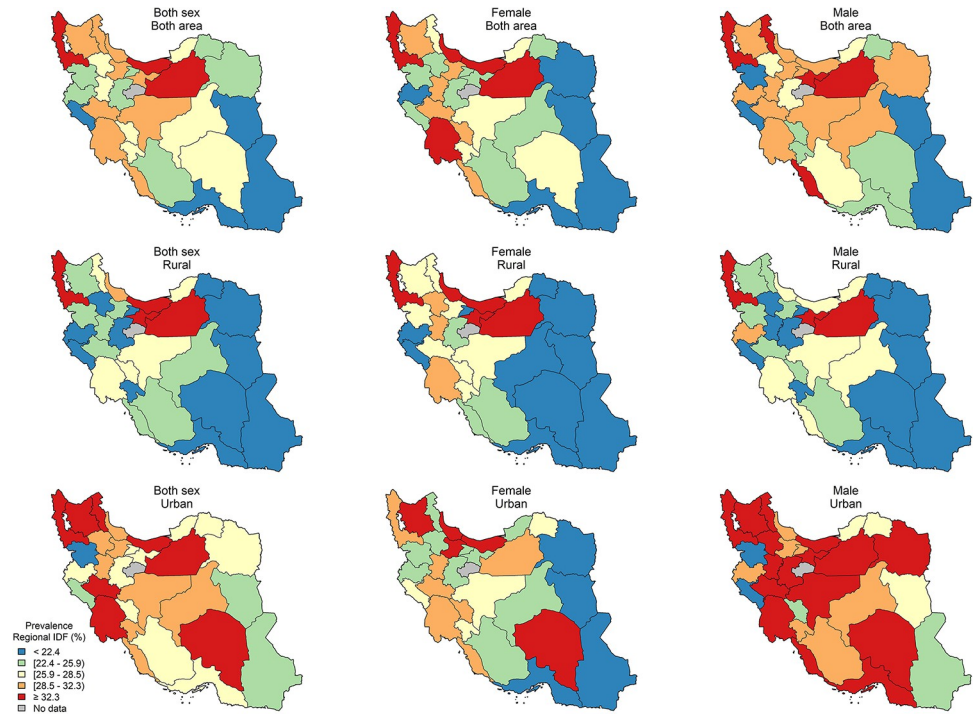 Both sex
Both area
Female
Both area
Male
Both area
Both sex
Rural
Female
Rural
Male
Rural
Both sex
Urban
Female
Urban
Male
Urban
Prevalence
Regional IDF (%)
< 22.4
[22.4 - 25.9)
[25.9 - 28.5)
[28.5 - 32.3)
≥ 32.3
No data